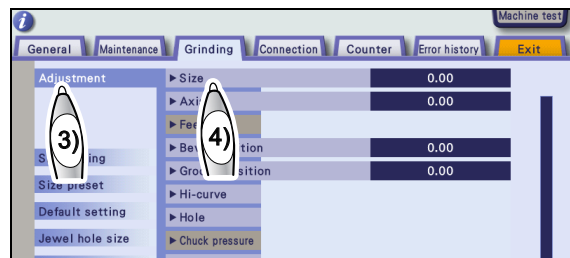 i
Machine test
General Maintenance Grinding Connection Counter Error history Exit
Adjustment
▶ Size 0.00
0.00
3) 4)
0.00
0.00
Size preset
▶ Hi-curve
Default setting
▶ Hole
Jewel hole size
▶ Chuck pressure